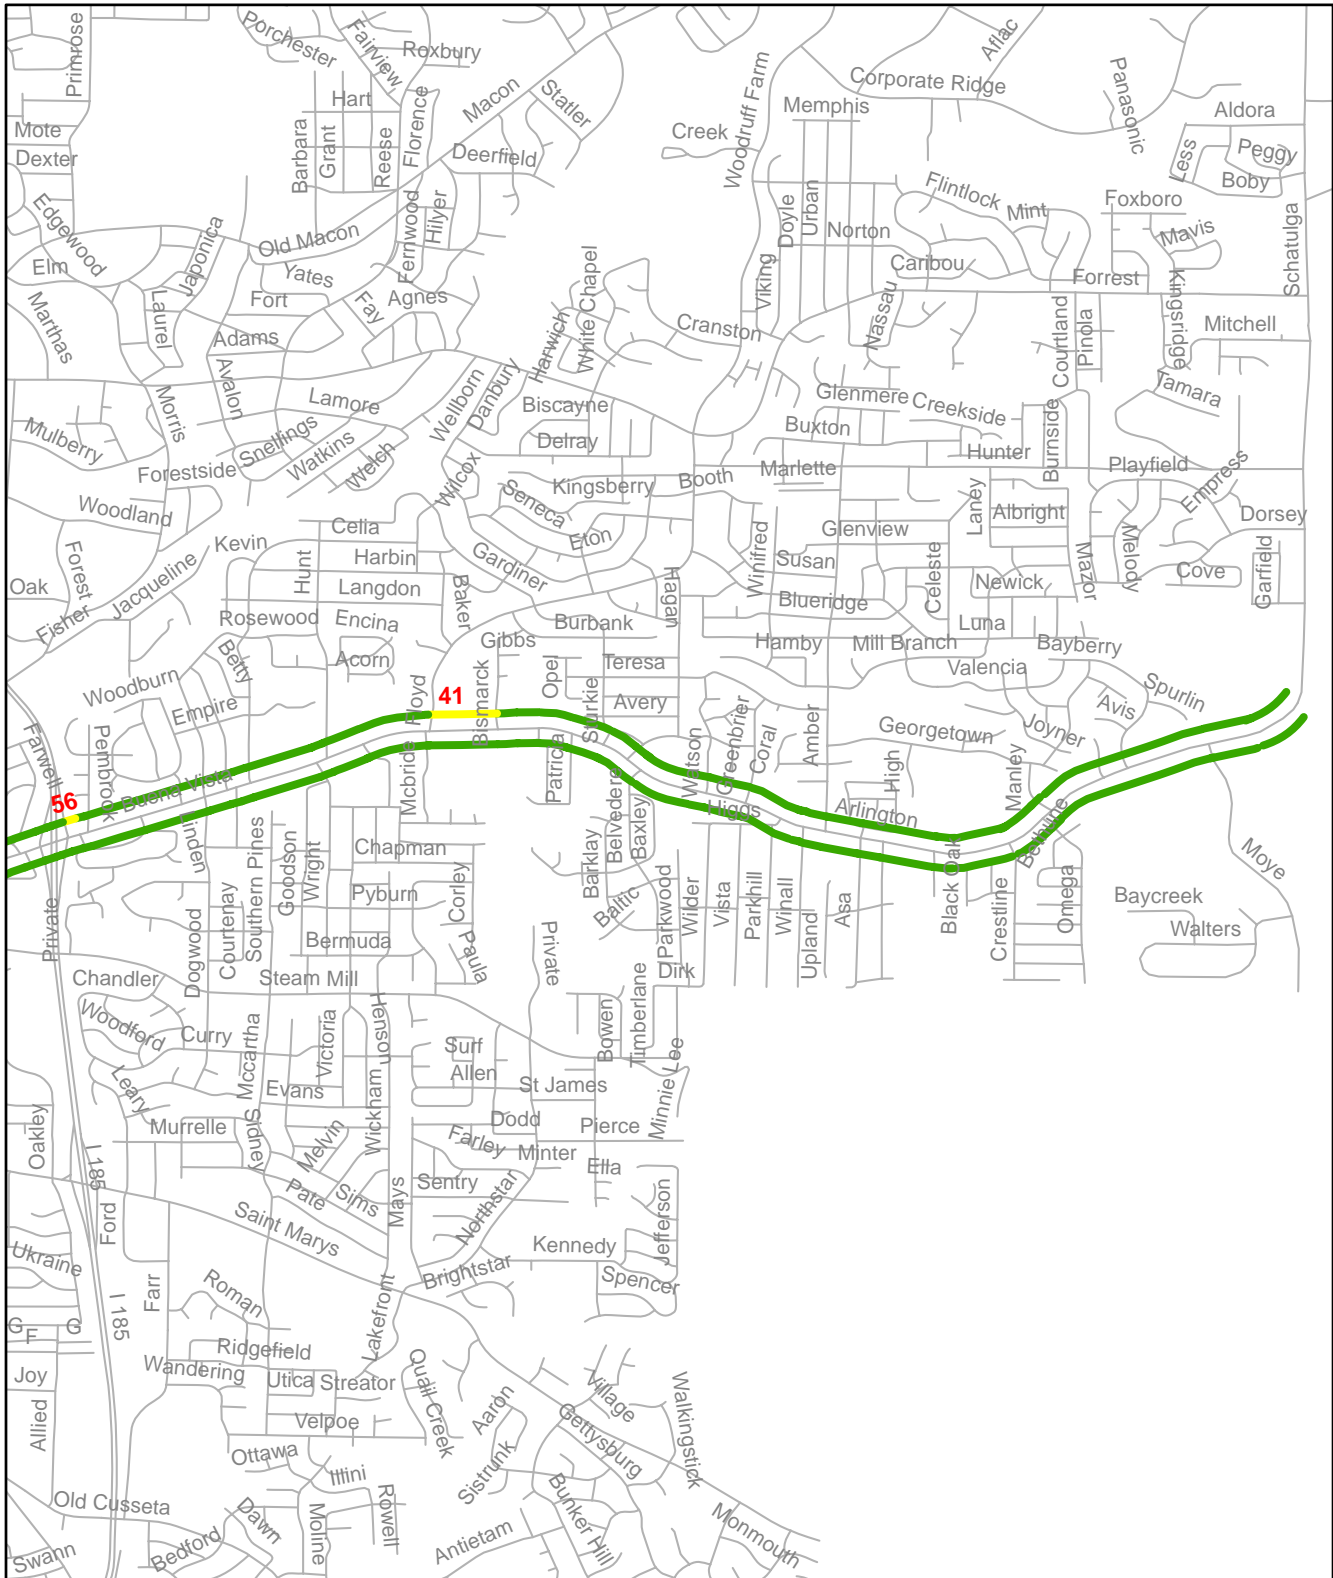 Porchester
Fairview
Roxbury
Aflac
Primrose
Macon
Statler
Woodruff Farm
Corporate Ridge
Panasonic
Hart
Florence
Memphis
Aldora
Mote
Barbara
Grant
Reese
Creek
Less
Peggy
Dexter
Deerfield
Boby
Edgewood
Fernwood
Hilyer
Doyle
Urban
Flintlock
Mint
Foxboro
Schatulga
Japonica
Old Macon
Norton
Mavis
Elm
Yates
White Chapel
Viking
Caribou
Forrest
Kingsridge
Marthas
Laurel
Fort
Fay
Agnes
Harwich
Cranston
Nassau
Courtland
Pinola
Mitchell
Adams
Avalon
Morris
Lamore
Wellborn
Danbury
Biscayne
Glenmere
Creekside
Tamara
Mulberry
Snellings
Watkins
Welch
Delray
Buxton
Hunter
Burnside
Forestside
Wilcox
Kingsberry
Booth
Marlette
Playfield
Empress
Woodland
Celia
Seneca
Eton
Glenview
Laney
Albright
Dorsey
Forest
Kevin
Harbin
Gardiner
Winifred
Susan
Melody
Oak
Jacqueline
Hunt
Langdon
Baker
Hagan
Celeste
Newick
Mazor
Cove
Garfield
Fisher
Rosewood
Encina
Burbank
Blueridge
Luna
Betty
Acorn
Gibbs
Hamby
Mill Branch
Bayberry
Woodburn
Floyd
41
Bismarck
Opel
Teresa
Valencia
Spurlin
Empire
Sturkie
Avery
Avis
Farwell
Pembrook
Greenbrier
Coral
Amber
Georgetown
Joyner
56
Buena Vista
Mcbride
Patricia
Watson
High
Manley
Linden
Belvedere
Baxley
Higgs
Arlington
Bethune
Southern Pines
Goodson
Wright
Chapman
Barklay
Moye
Private
Dogwood
Courtenay
Pyburn
Corley
Baltic
Parkwood
Wilder
Vista
Parkhill
Winall
Upland
Asa
Black Oak
Crestline
Omega
Baycreek
Bermuda
Paula
Private
Walters
Chandler
Steam Mill
Dirk
Woodford
Curry
Mccartha
Victoria
Henson
Surf
Bowen
Timberlane
Leary
Evans
Wickham
Allen
St James
Minnie Lee
Oakley
Murrelle
Sidney
Melvin
Dodd
Pierce
Farley
Minter
I 185
Ford
Pate
Sims
Mays
Sentry
Northstar
Ella
Jefferson
Ukraine
Saint Marys
Kennedy
Farr
Roman
Lakefront
Brightstar
Spencer
G
F
G
I 185
Ridgefield
Joy
Wandering
Utica
Streator
Quail Creek
Aaron
Village
Walkingstick
Allied
Velpoe
Gettysburg
Ottawa
Illini
Sistrunk
Old Cusseta
Dawn
Moline
Rowell
Bunker Hill
Monmouth
Swann
Bedford
Antietam